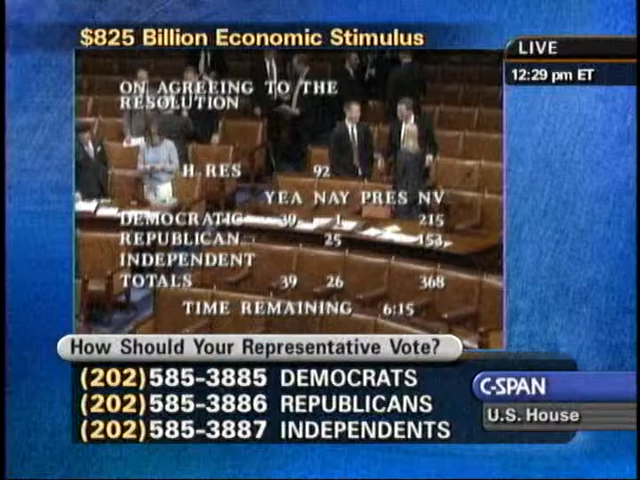 $825 Billion Economic Stimulus
LIVE
12:29 pm ET
ON AGREEING TO THE
RESOLUTION
H RES 92
YEA NAY PRES NV
DEMOCRATIC 39 1 215
REPUBLICAN 25 153
INDEPENDENT
TOTALS 39 26 368
TIME REMAINING 6:15
How Should Your Representative Vote?
(202)585-3885 DEMOCRATS
(202)585-3886 REPUBLICANS
(202)585-3887 INDEPENDENTS
C-SPAN
U.S. House